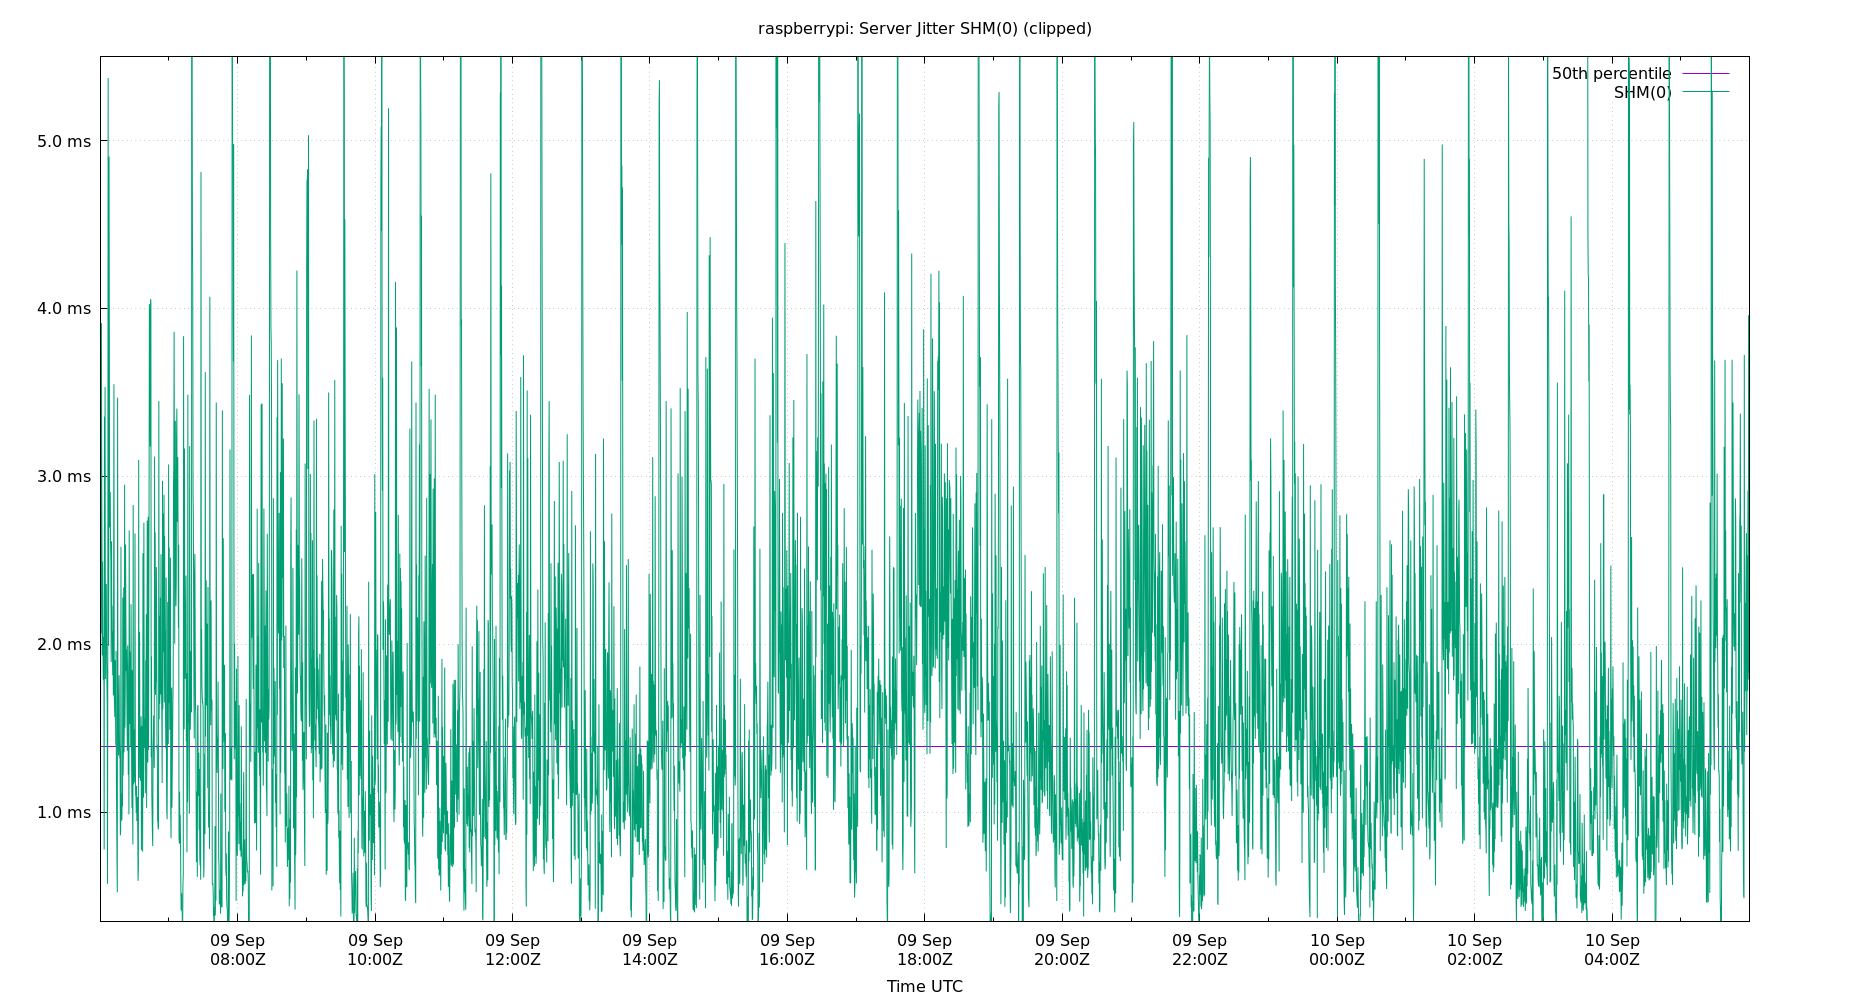 raspberrypi: Server Jitter SHM(0) (clipped)
50th percentile
SHM(0)
5.0 ms
4.0 ms
3.0 ms
2.0 ms
1.0 ms
09 Sep 09 Sep 09 Sep 09 Sep 09 Sep 09 Sep 09 Sep 09 Sep 10 Sep 10 Sep 10 Sep
08:00Z 10:00Z 12:00Z 14:00Z 16:00Z 18:00Z 20:00Z 22:00Z 00:00Z 02:00Z 04:00Z
Time UTC